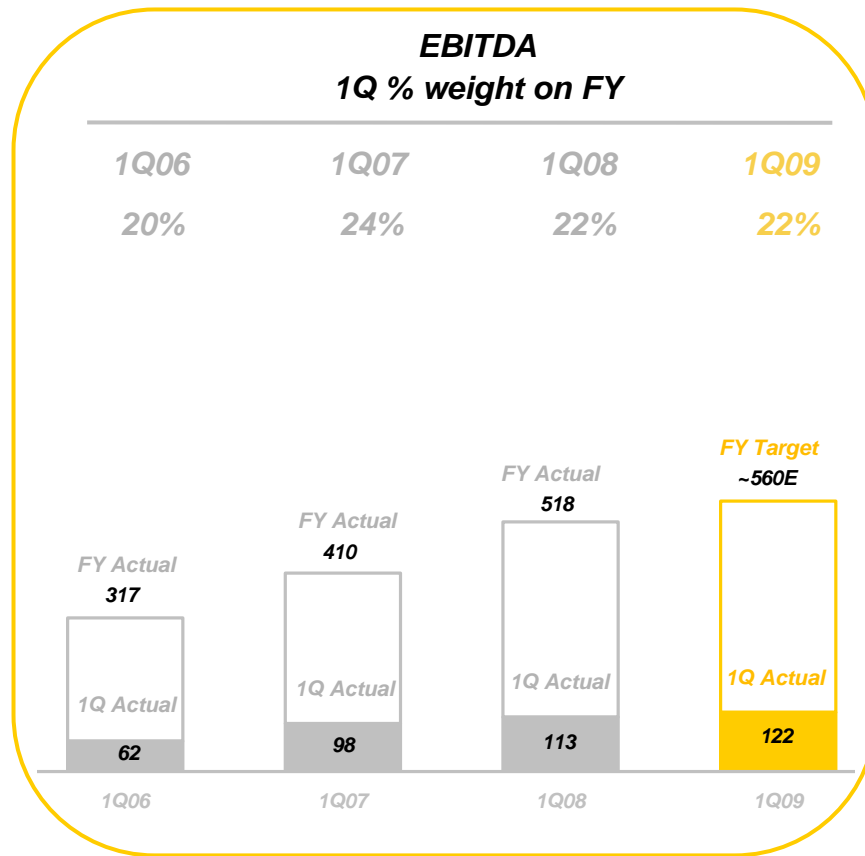 EBITDA
1Q % weight on FY
1Q06 1Q07 1Q08 1Q09
20% 24% 22% 22%
FY Target
~560E
FY Actual
518
FY Actual
410
FY Actual
317
1Q Actual 1Q Actual 1Q Actual 1Q Actual
62 98 113 122
1Q06 1Q07 1Q08 1Q09